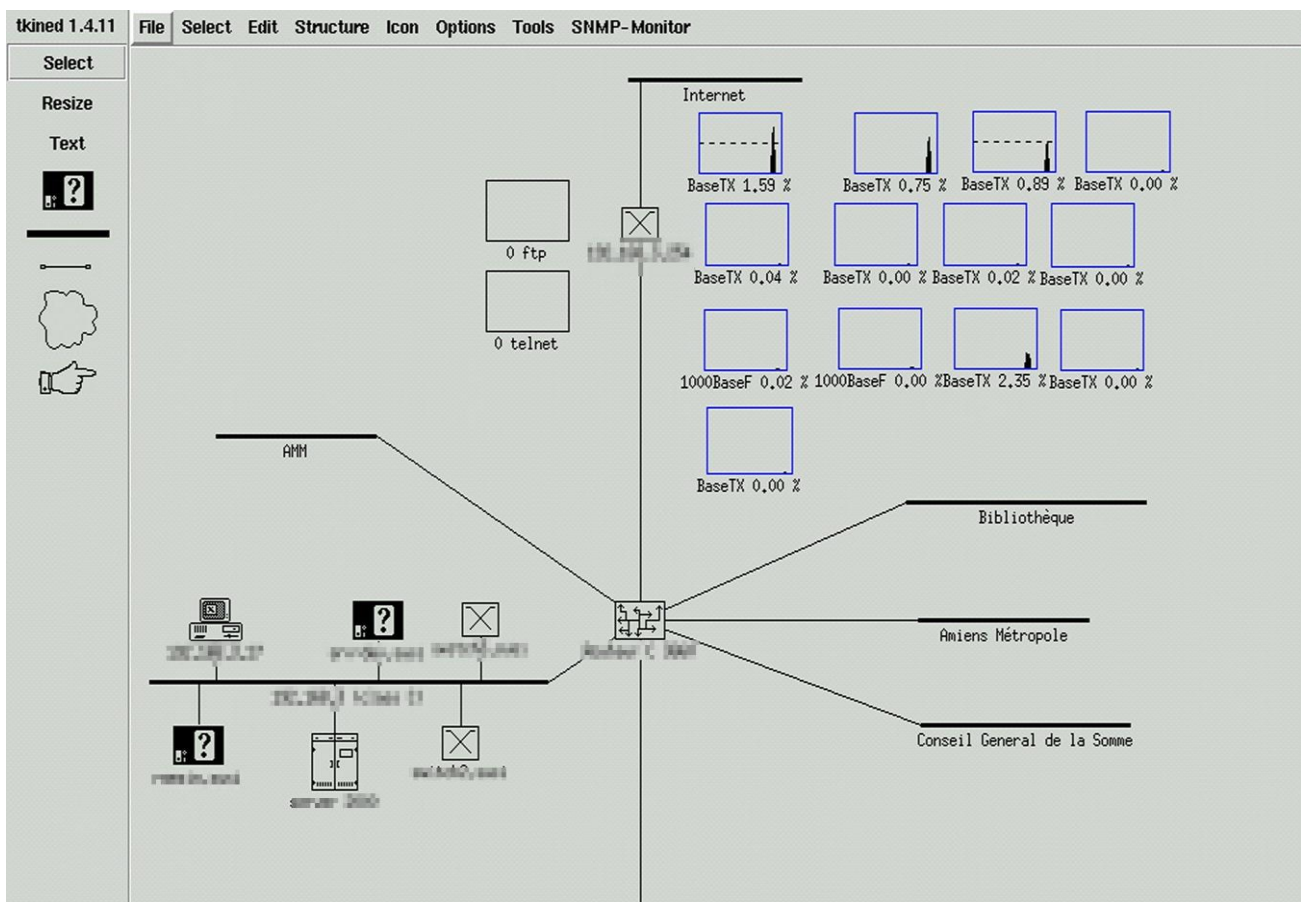 tkined 1.4.11
File Select Edit Structure Icon Options Tools SNMP-Monitor
Select
Resize
Text
?
Internet
BaseTX 1.59 % BaseTX 0.75 % BaseTX 0.89 % BaseTX 0.00 %
0 ftp
BaseTX 0.04 % BaseTX 0.00 % BaseTX 0.02 % BaseTX 0.00 %
0 telnet
1000BaseF 0.02 % 1000BaseF 0.00 %BaseTX 2.35 % BaseTX 0.00 %
BaseTX 0.00 %
AMM
Bibliothèque
?
Amiens Métropole
?
Conseil General de la Somme